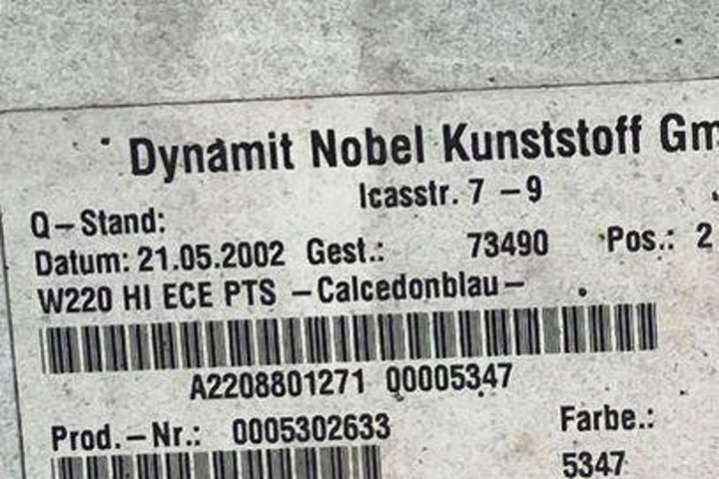 Dynamit Nobel Kunststoff Gm
Icasstr. 7 - 9
Q-Stand:
Datum: 21.05.2002 Gest.: 73490 Pos.: 2
W220 HI ECE PTS -Calcedonblau-
A2208801271 00005347
Prod.-Nr.: 0005302633 Farbe.:
5347